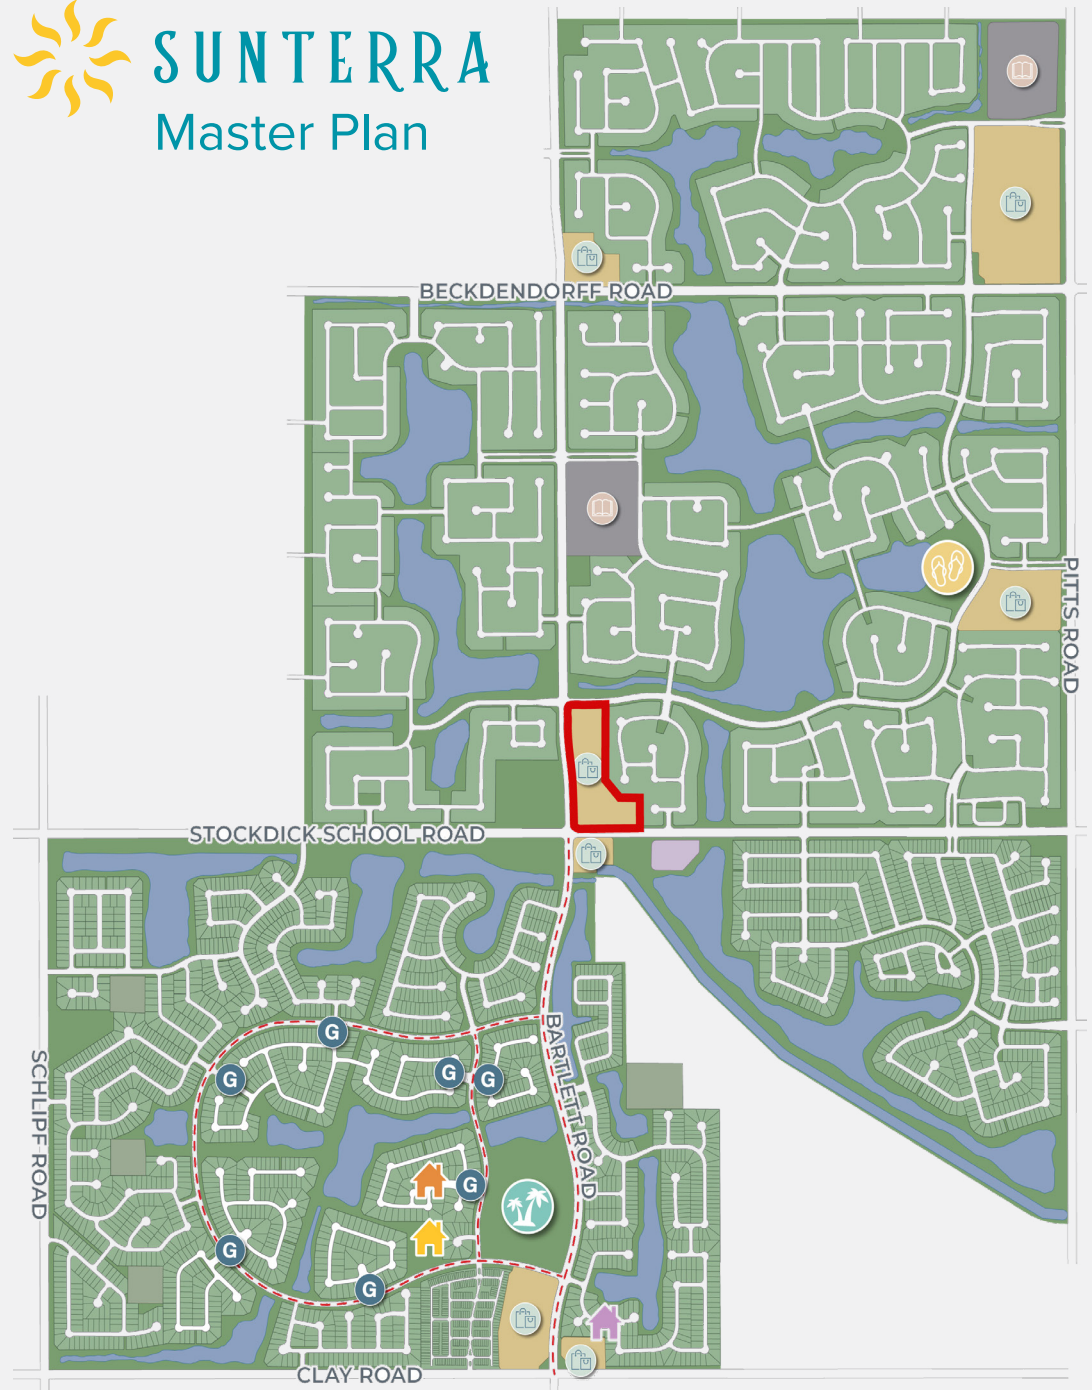 SUNTERRA
Master Plan
BECKDENDORFF ROAD
PITTS ROAD
STOCKDICK SCHOOL ROAD
G
G
G
G
BARTLETT ROAD
SCHLIPF ROAD
G
G
G
CLAY ROAD